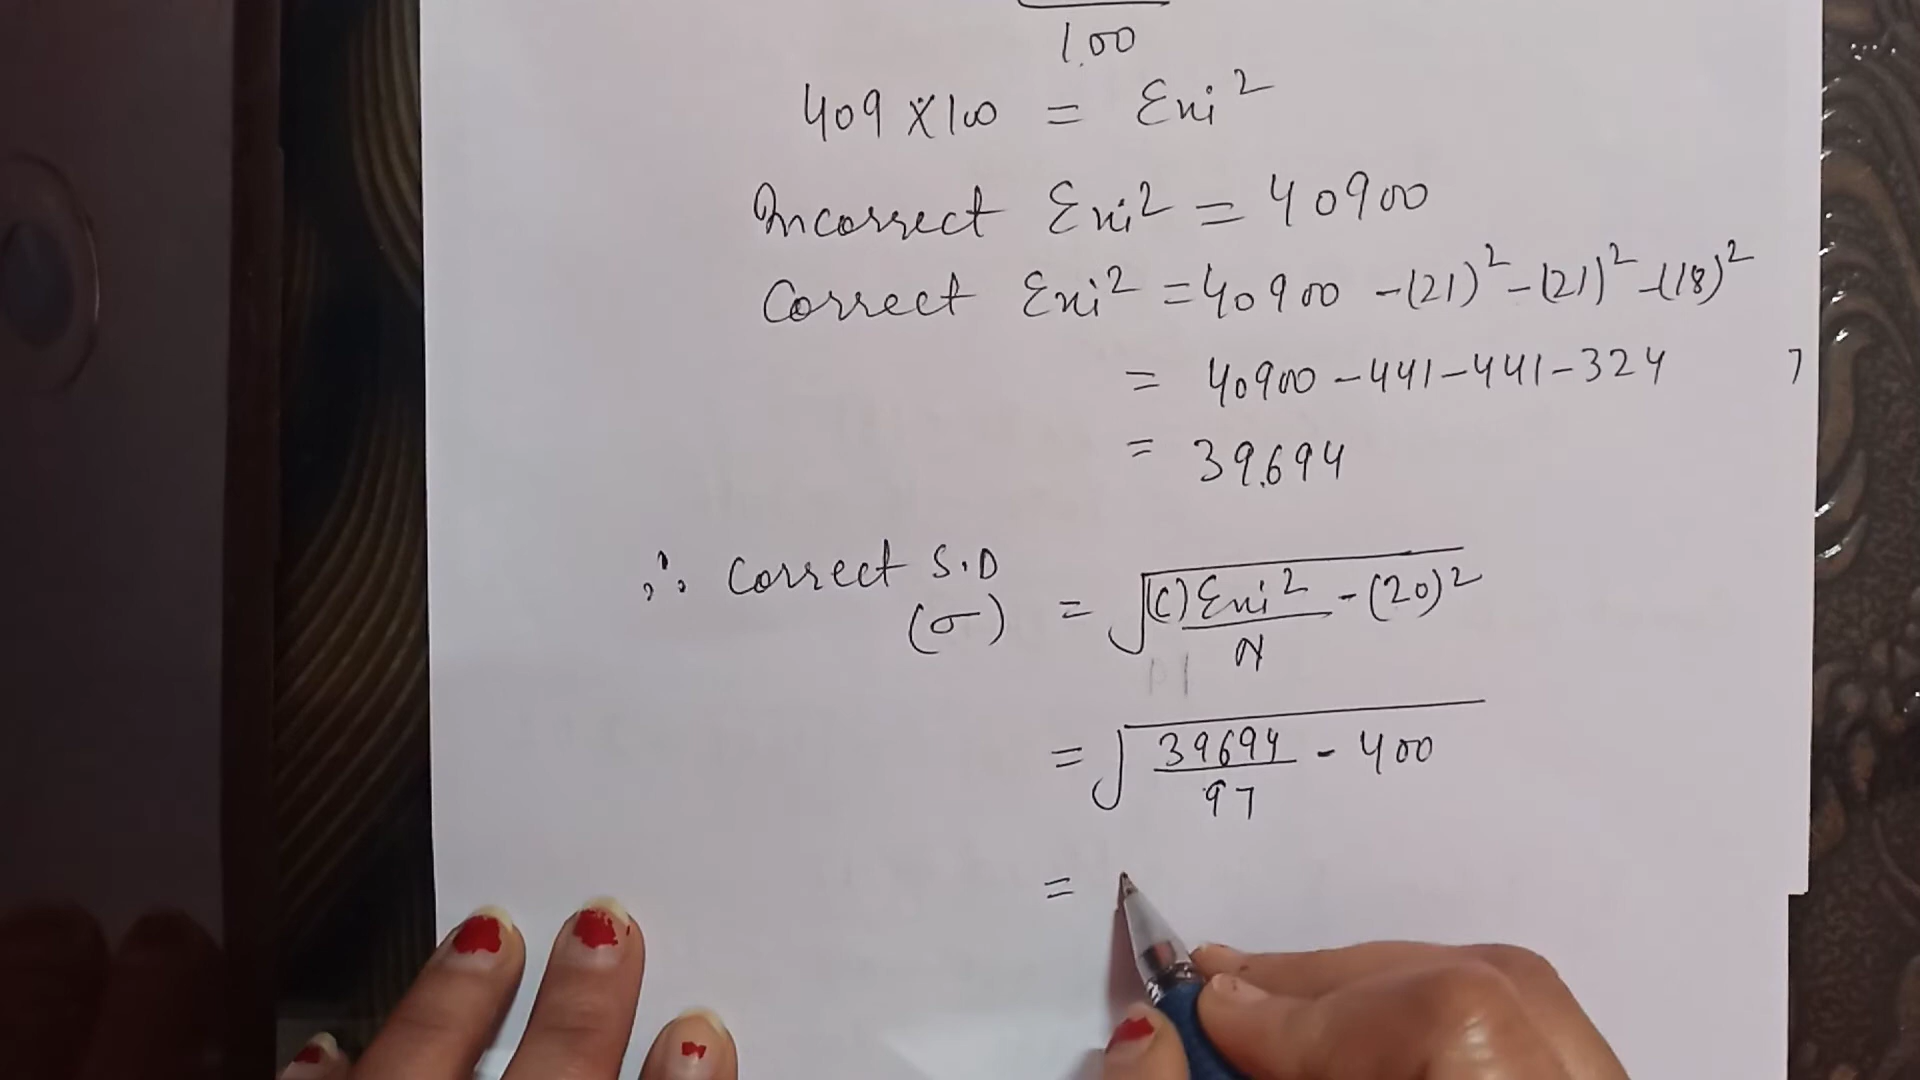 100
409 × 100 = Σxi²
Incorrect Σxi² = 40900
Correct Σxi² = 40900 - (21)² - (21)² - (18)²
= 40900 - 441 - 441 - 324
= 39694
∴ Correct S.D (σ) = √((C) Σxi² / N - (20)²)
= √(39694 / 97 - 400)
=